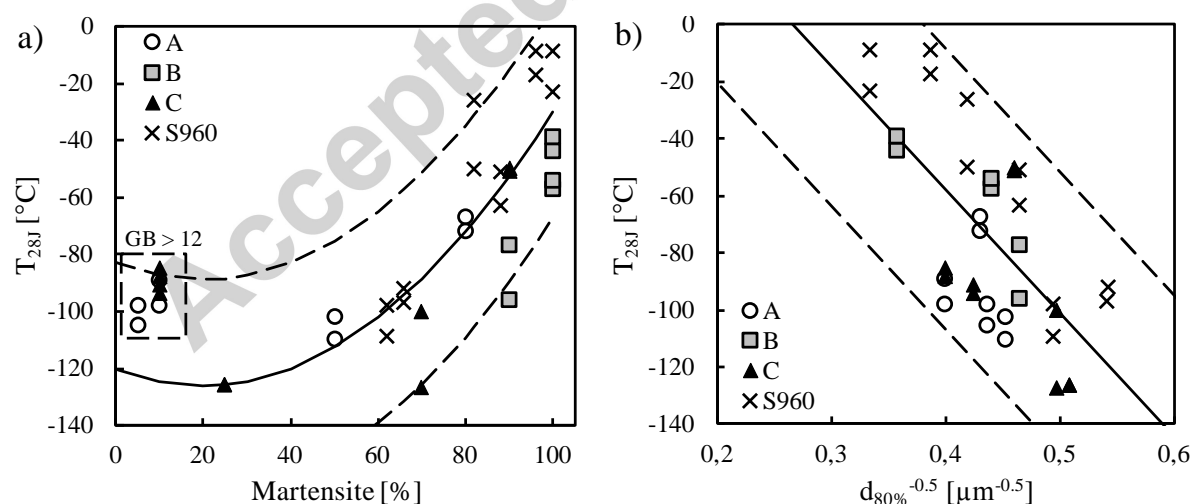 a)
A
B
C
S960
GB > 12
0
-20
-40
-60
-80
-100
-120
-140
T28J [°C]
0 20 40 60 80 100
Martensite [%]
Accepted
b)
0
-20
-40
-60
-80
-100
-120
-140
T28J [°C]
A
B
C
S960
0,2 0,3 0,4 0,5 0,6
d80%-0.5 [µm-0.5]